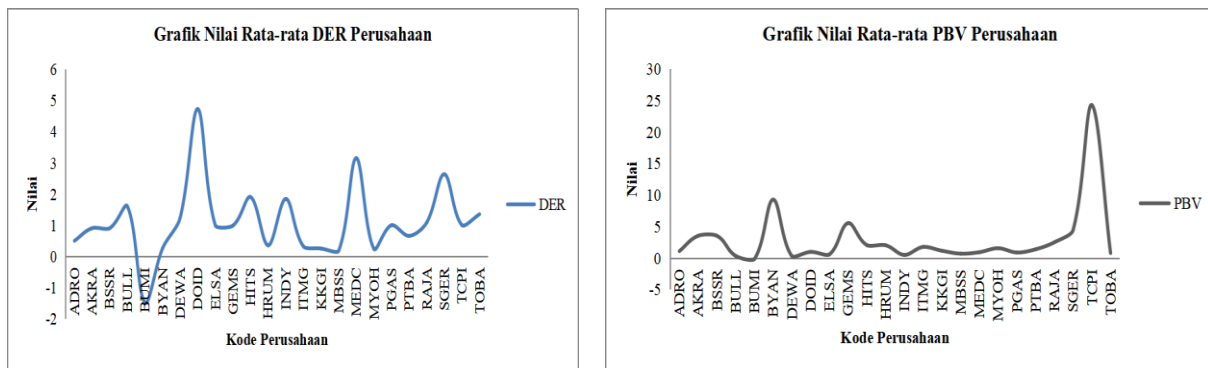 Grafik Nilai Rata-rata DER Perusahaan
6
5
4
3
2
1
0
-1
-2
Nilai
ADRO
AKRA
BSSR
BULL
BUMI
BYAN
DEWA
DOID
ELSA
GEMS
HITS
HRUM
INDY
ITMG
KKGI
MBSS
MEDC
MYOH
PGAS
PTBA
RAJA
SGER
TCPI
TOBA
Kode Perusahaan
DER
Grafik Nilai Rata-rata PBV Perusahaan
30
25
20
15
10
5
0
-5
Nilai
ADRO
AKRA
BSSR
BULL
BUMI
BYAN
DEWA
DOID
ELSA
GEMS
HITS
HRUM
INDY
ITMG
KKGI
MBSS
MEDC
MYOH
PGAS
PTBA
RAJA
SGER
TCPI
TOBA
Kode Perusahaan
PBV